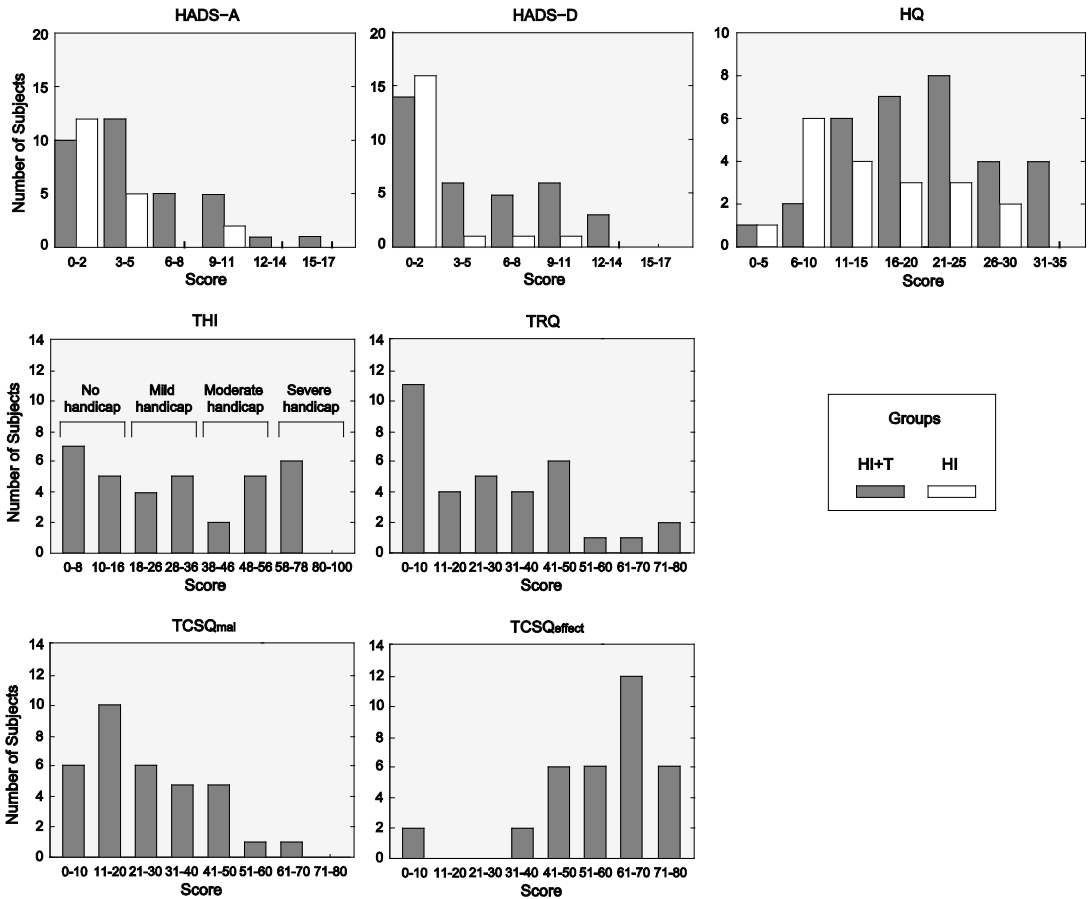 HADS-A
20
15
10
5
0
Number of Subjects
0-2 3-5 6-8 9-11 12-14 15-17
Score
HADS-D
20
15
10
5
0
0-2 3-5 6-8 9-11 12-14 15-17
Score
HQ
10
8
6
4
2
0
0-5 6-10 11-15 16-20 21-25 26-30 31-35
Score
THI
14
12
10
8
6
4
2
0
Number of Subjects
No
handicap
Mild
handicap
Moderate
handicap
Severe
handicap
0-8 10-16 18-26 28-36 38-46 48-56 58-78 80-100
Score
TRQ
14
12
10
8
6
4
2
0
0-10 11-20 21-30 31-40 41-50 51-60 61-70 71-80
Score
Groups
HI+T HI
TCSQmal
14
12
10
8
6
4
2
0
Number of Subjects
0-10 11-20 21-30 31-40 41-50 51-60 61-70 71-80
Score
TCSQeffect
14
12
10
8
6
4
2
0
0-10 11-20 21-30 31-40 41-50 51-60 61-70 71-80
Score